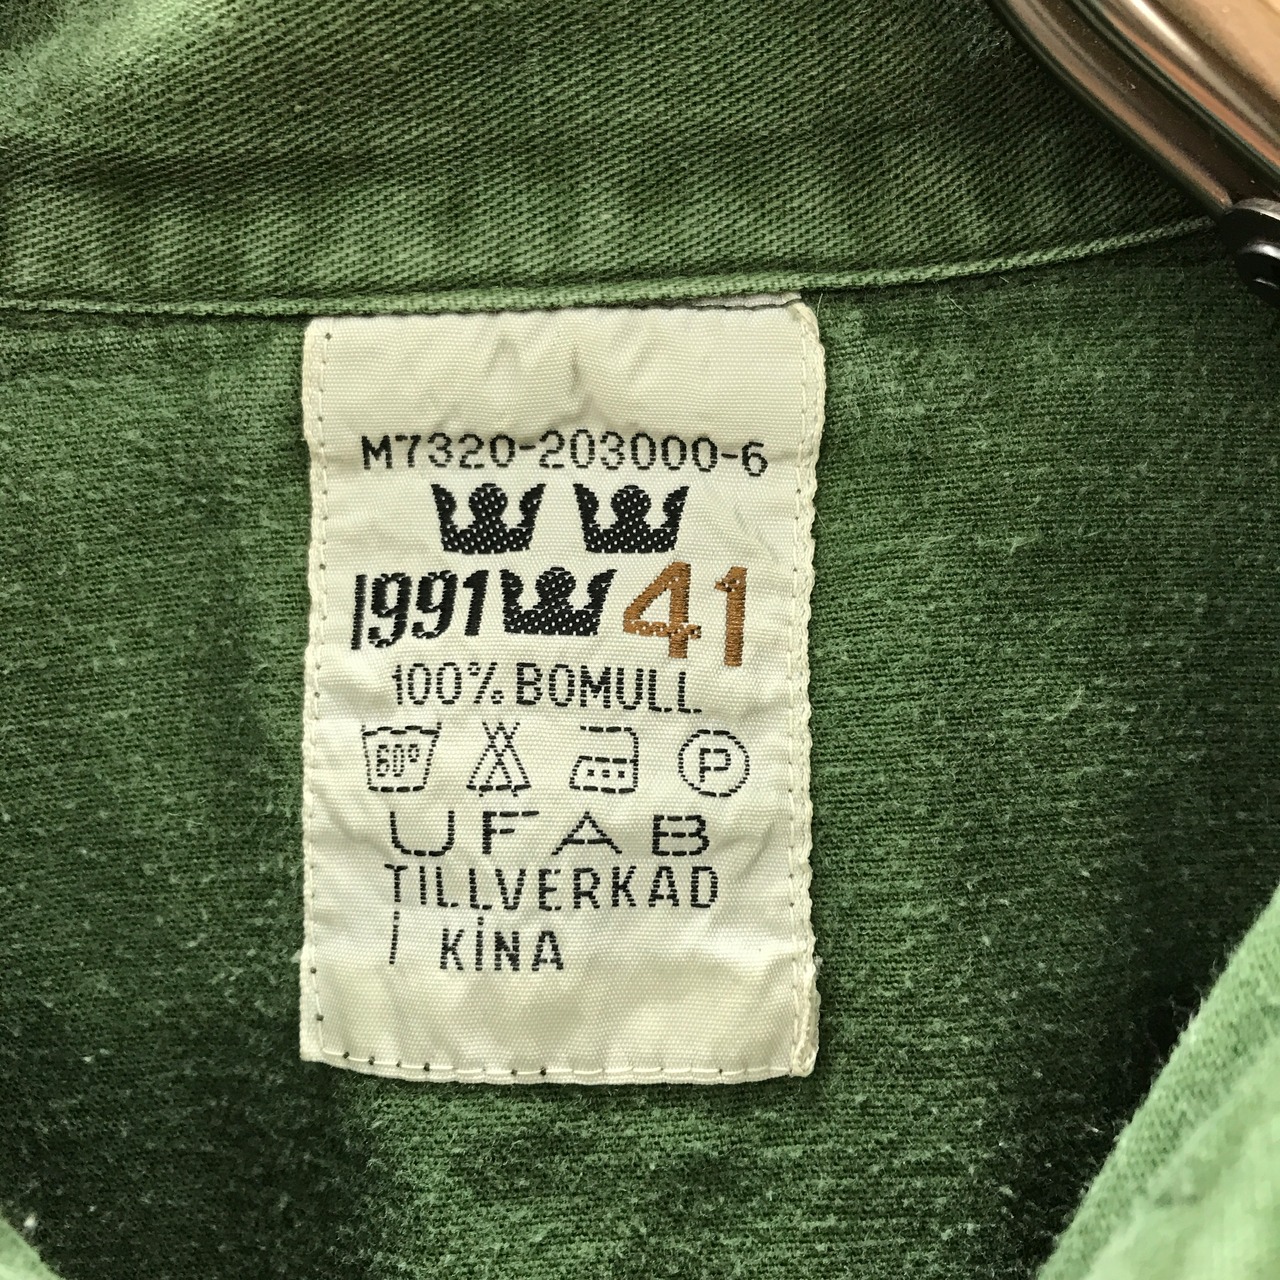 M7320-203000-6
1991 41
100% BOMULL
60° P
UFAB
TILLVERKAD
I KINA